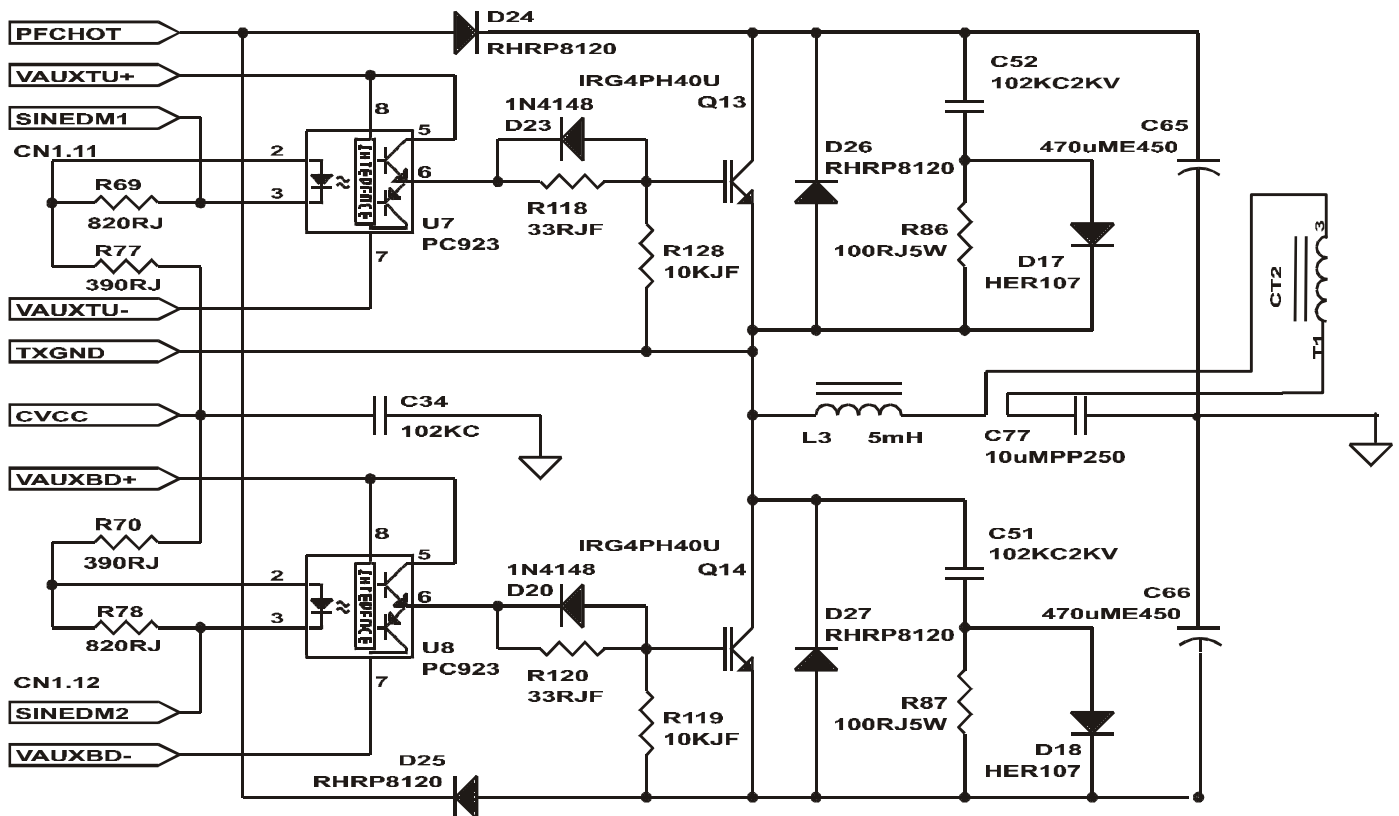 PFCHOT
D24
RHRP8120
VAUXTU+
IRG4PH40U
Q13
C52
102KC2KV
SINEDM1
8
1N4148
D23
5
C65
470uME450
CN1.11
2
6
D26
RHRP8120
R69
820RJ
3
U7
PC923
R118
33RJF
R86
100RJ5W
3
R77
390RJ
7
R128
10KJF
D17
HER107
CT2
VAUXTU-
TXGND
T1
CVCC
C34
102KC
L3
5mH
C77
10uMPP250
VAUXBD+
R70
390RJ
8
IRG4PH40U
Q14
C51
102KC2KV
5
1N4148
D20
2
6
C66
470uME450
R78
820RJ
3
D27
RHRP8120
U8
PC923
R120
33RJF
CN1.12
7
R87
100RJ5W
SINEDM2
R119
10KJF
VAUXBD-
D25
RHRP8120
D18
HER107